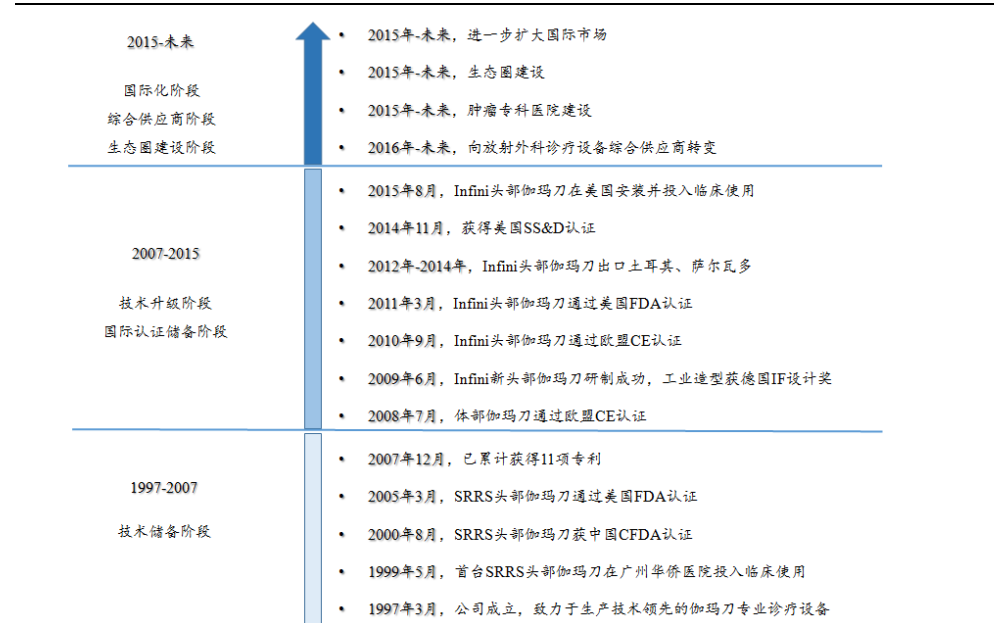 2015-未来
国际化阶段
综合供应商阶段
生态圈建设阶段
• 2015年-未来，进一步扩大国际市场
• 2015年-未来，生态圈建设
• 2015年-未来，肿瘤专科医院建设
• 2016年-未来，向放射外科诊疗设备综合供应商转变
2007-2015
技术升级阶段
国际认证储备阶段
• 2015年8月，Infini头部伽玛刀在美国安装并投入临床使用
• 2014年11月，获得美国SS&D认证
• 2012年-2014年，Infini头部伽玛刀出口土耳其、萨尔瓦多
• 2011年3月，Infini头部伽玛刀通过美国FDA认证
• 2010年9月，Infini头部伽玛刀通过欧盟CE认证
• 2009年6月，Infini新头部伽玛刀研制成功，工业造型获德国IF设计奖
• 2008年7月，体部伽玛刀通过欧盟CE认证
1997-2007
技术储备阶段
• 2007年12月，已累计获得11项专利
• 2005年3月，SRRS头部伽玛刀通过美国FDA认证
• 2000年8月，SRRS头部伽玛刀获中国CFDA认证
• 1999年5月，首台SRRS头部伽玛刀在广州华侨医院投入临床使用
• 1997年3月，公司成立，致力于生产技术领先的伽玛刀专业诊疗设备